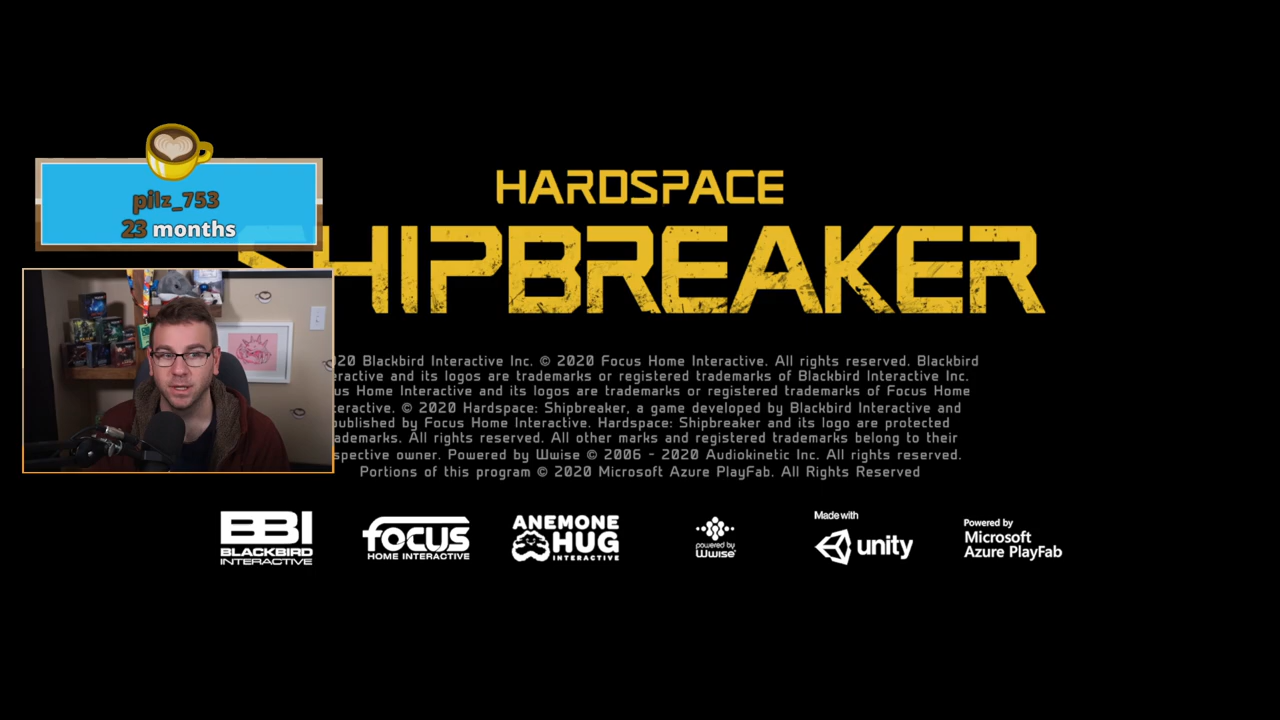 pilz_753
23 months
HARDSPACE
SHIPBREAKER
20 Blackbird Interactive Inc. © 2020 Focus Home Interactive. All rights reserved. Blackbird
eractive and its logos are trademarks or registered trademarks of Blackbird Interactive Inc.
us Home Interactive and its logos are trademarks or registered trademarks of Focus Home
teractive. © 2020 Hardspace: Shipbreaker, a game developed by Blackbird Interactive and
published by Focus Home Interactive. Hardspace: Shipbreaker and its logo are protected
ademarks. All rights reserved. All other marks and registered trademarks belong to their
spective owner. Powered by Wwise © 2006 - 2020 Audiokinetic Inc. All rights reserved.
Portions of this program © 2020 Microsoft Azure PlayFab. All Rights Reserved
BBI
BLACKBIRD
INTERACTIVE
focus
HOME INTERACTIVE
ANEMONE
HUG
INTERACTIVE
powered by
wwise
Made with
unity
Powered by
Microsoft
Azure PlayFab